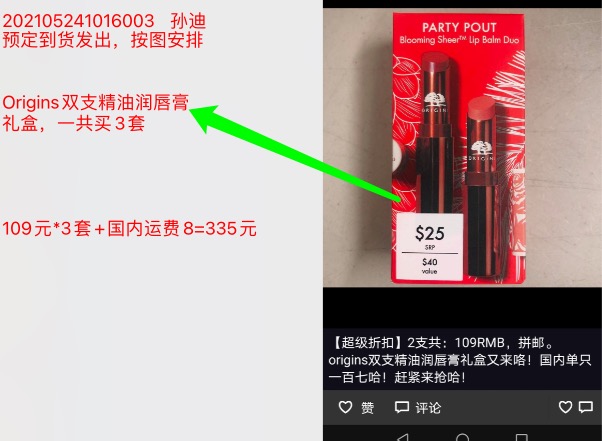 202105241016003 孙迪
预定到货发出，按图安排
Origins双支精油润唇膏
礼盒，一共买3套
109元*3套+国内运费8=335元
PARTY POUT
Blooming Sheer™ Lip Balm Duo
ORIGINS
ORIGINS
$25
SRP
$40
value
【超级折扣】2支共：109RMB，拼邮。
origins双支精油润唇膏礼盒又来咯！国内单只
一百七哈！赶紧来抢哈！
赞
评论